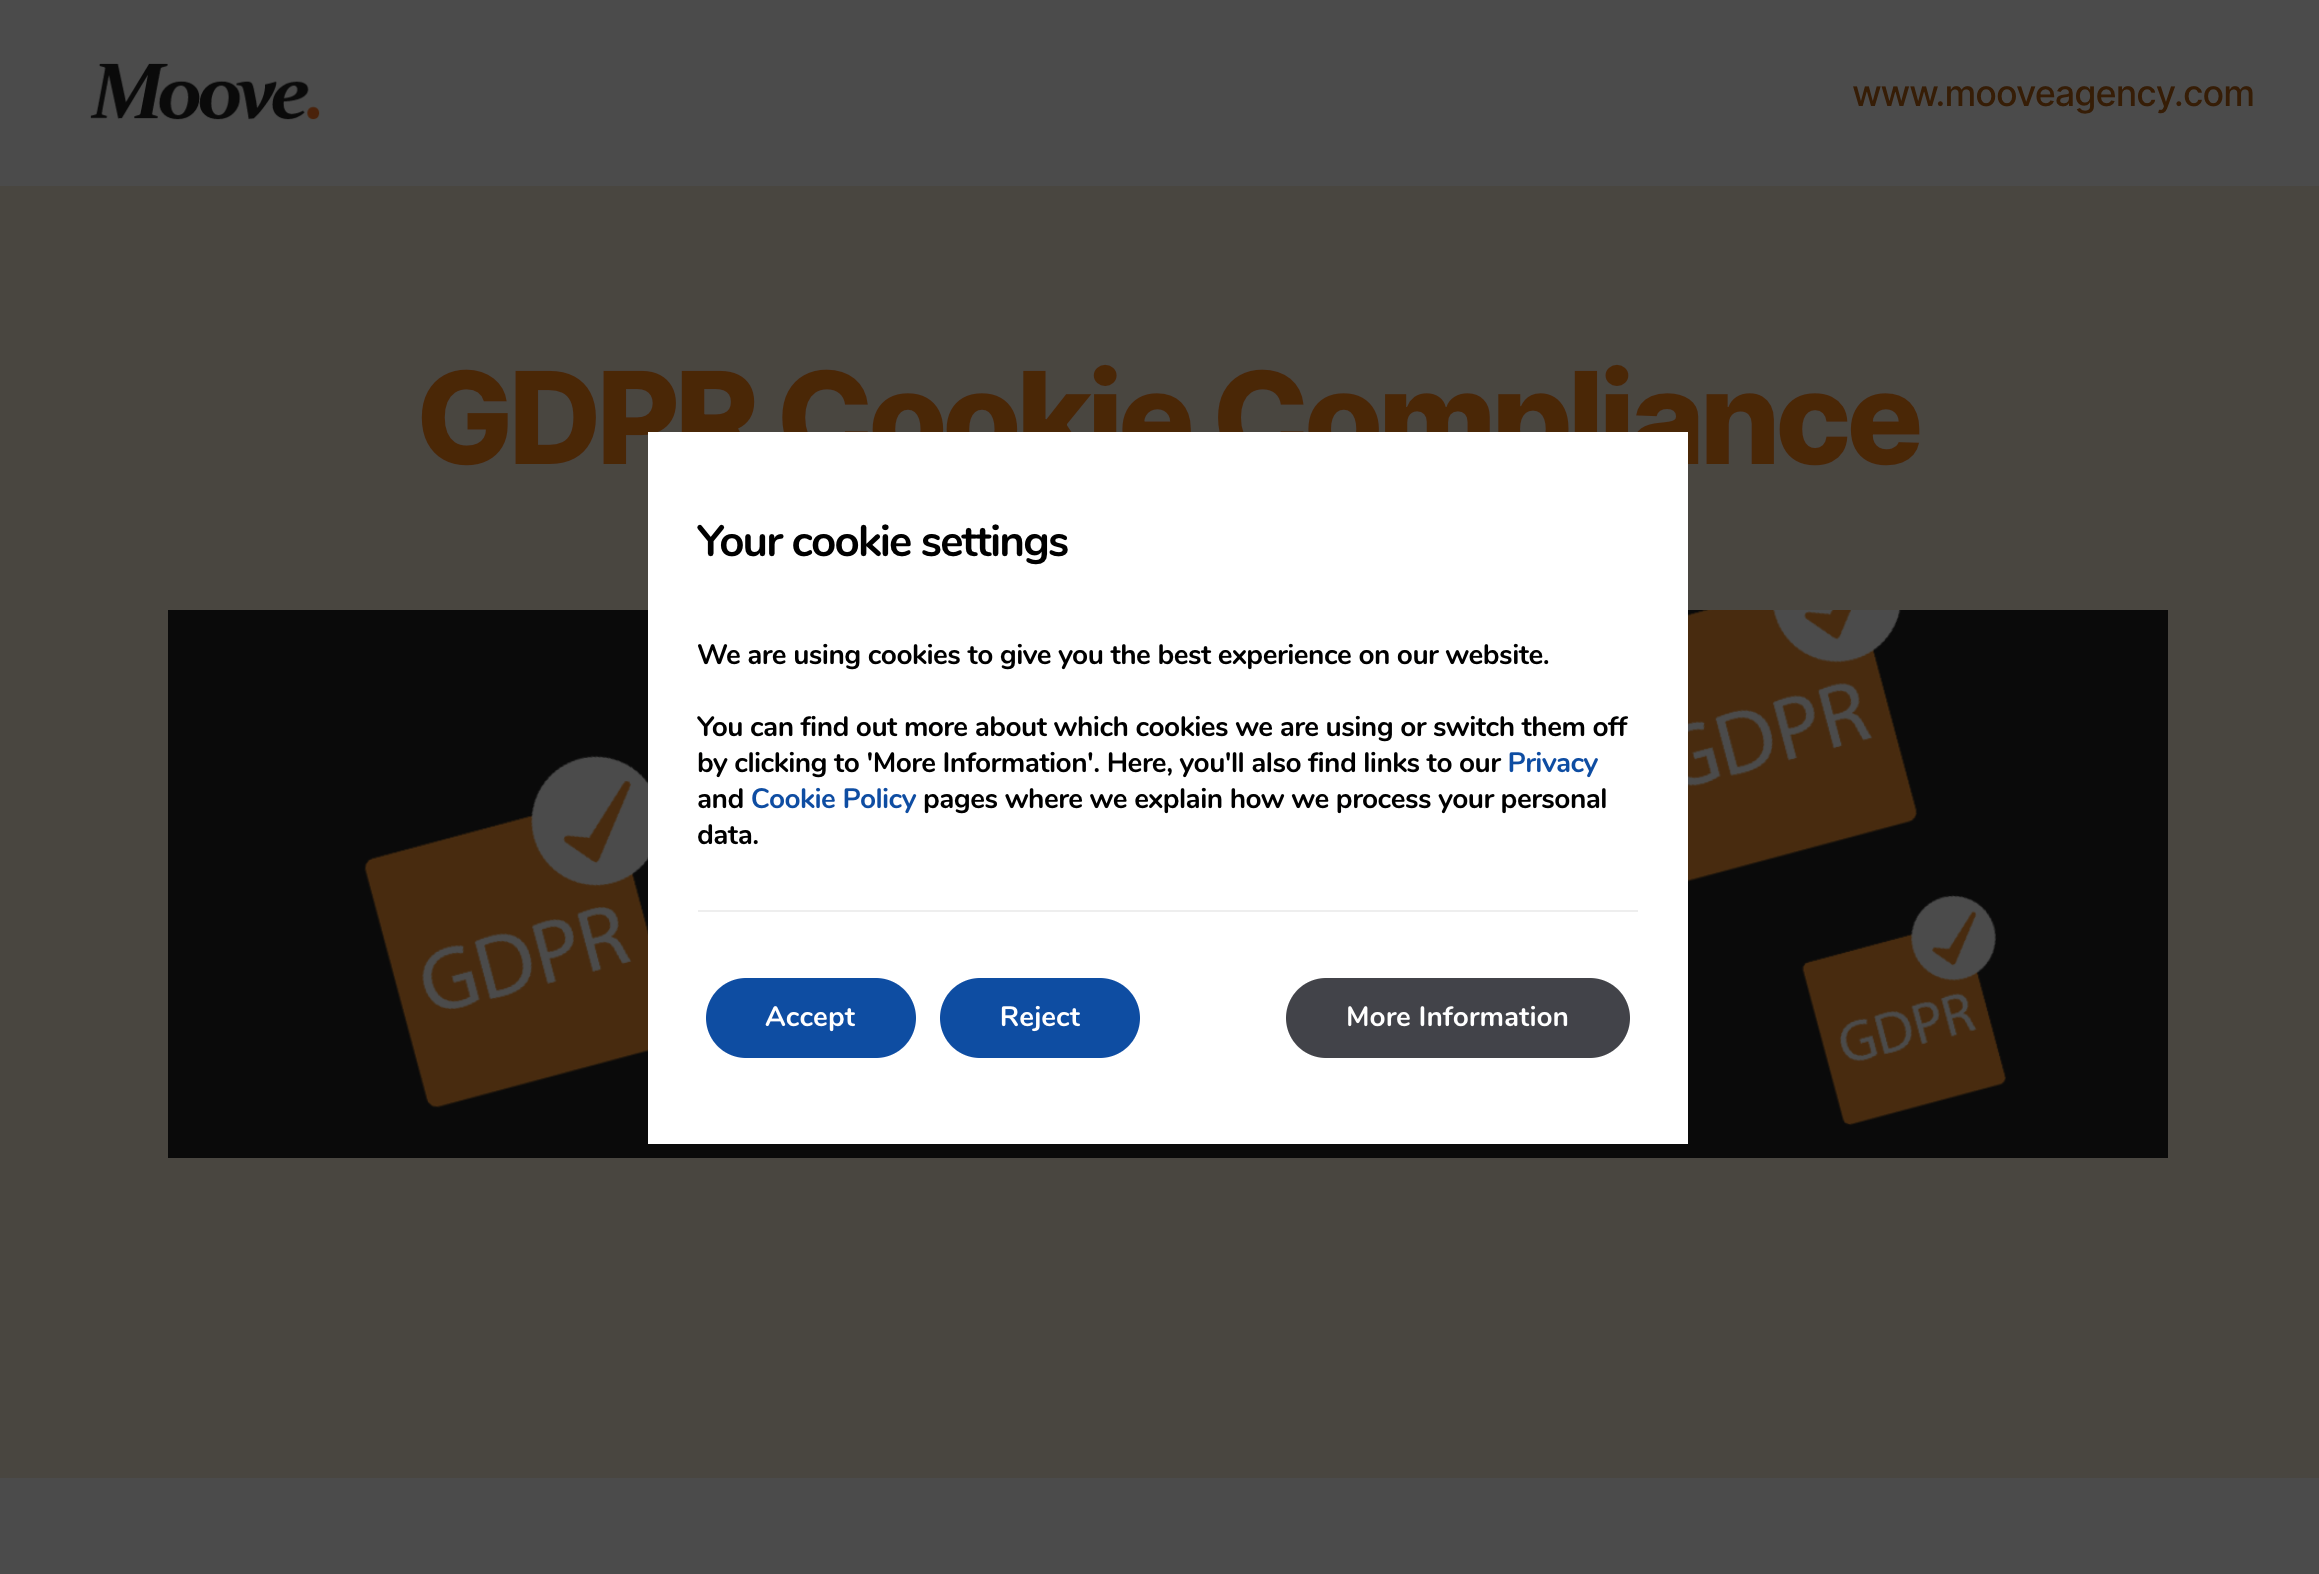 Moove.
www.mooveagency.com
GDPR Cookie Compliance
Your cookie settings
We are using cookies to give you the best experience on our website.
You can find out more about which cookies we are using or switch them off
by clicking to 'More Information'. Here, you'll also find links to our Privacy
and Cookie Policy pages where we explain how we process your personal
data.
GDPR
GDPR
GDPR
Accept Reject More Information